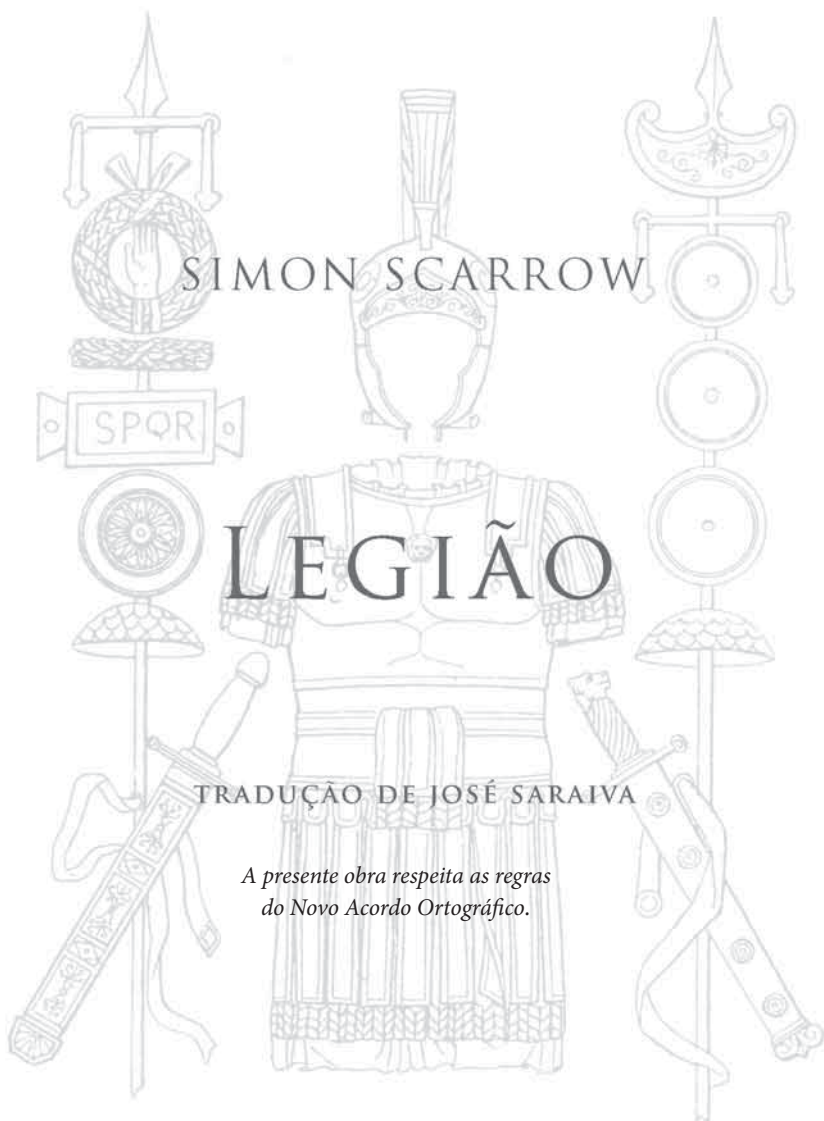 SIMON SCARROW
SPQR
LEGIÃO
TRADUÇÃO DE JOSÉ SARAIVA
A presente obra respeita as regras
do Novo Acordo Ortográfico.